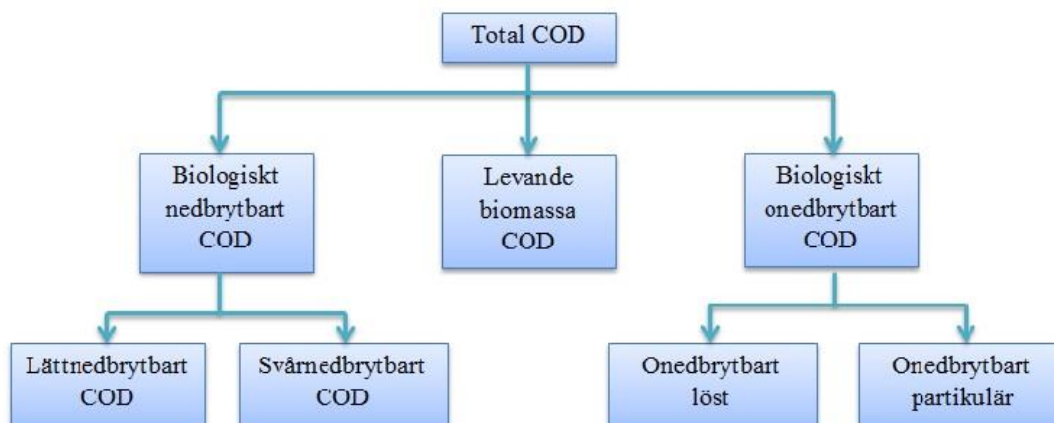 Total COD
Biologiskt
nedbrytbart
COD
Levande
biomassa
COD
Biologiskt
onedbrytbart
COD
Lättnedbrytbart
COD
Svårnedbrytbart
COD
Onedbrytbart
löst
Onedbrytbart
partikulär